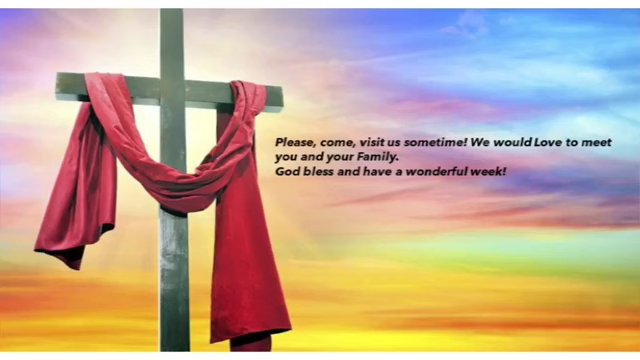 Please, come, visit us sometime! We would Love to meet
you and your Family.
God bless and have a wonderful week!